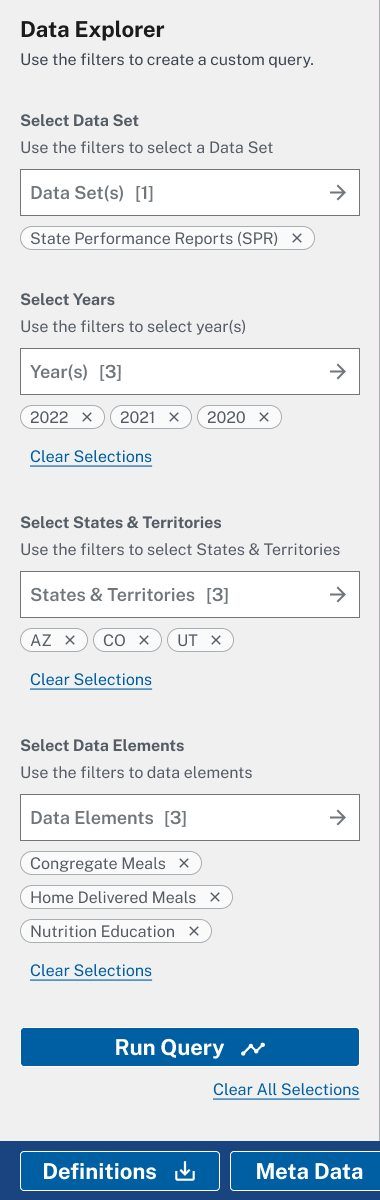 Data Explorer
Use the filters to create a custom query.
Select Data Set
Use the filters to select a Data Set
Data Set(s) [1]
State Performance Reports (SPR)
Select Years
Use the filters to select year(s)
Year(s) [3]
2022 2021 2020
Clear Selections
Select States & Territories
Use the filters to select States & Territories
States & Territories [3]
AZ CO UT
Clear Selections
Select Data Elements
Use the filters to data elements
Data Elements [3]
Congregate Meals
Home Delivered Meals
Nutrition Education
Clear Selections
Run Query
Clear All Selections
Definitions Meta Data